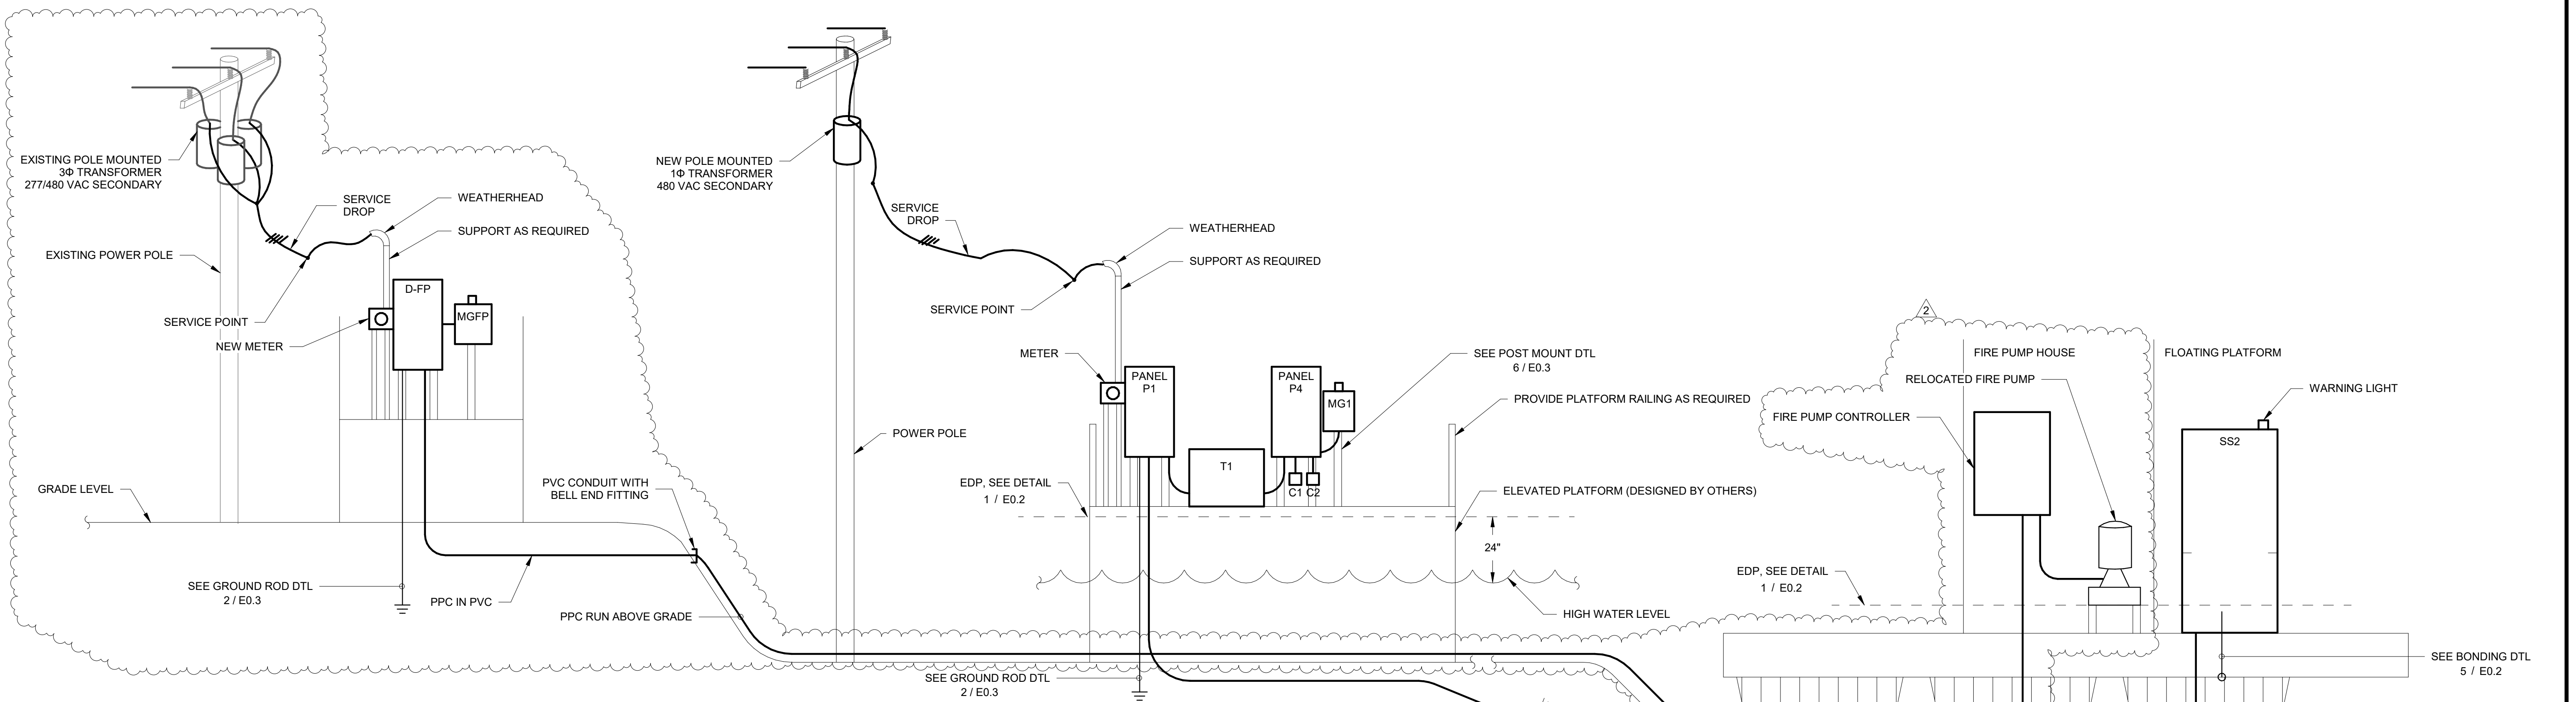 EXISTING POLE MOUNTED
3Φ TRANSFORMER
277/480 VAC SECONDARY
SERVICE
DROP
WEATHERHEAD
SUPPORT AS REQUIRED
EXISTING POWER POLE
D-FP
MGFP
SERVICE POINT
NEW METER
GRADE LEVEL
PVC CONDUIT WITH
BELL END FITTING
SEE GROUND ROD DTL
2 / E0.3
PPC IN PVC
PPC RUN ABOVE GRADE
NEW POLE MOUNTED
1Φ TRANSFORMER
480 VAC SECONDARY
SERVICE
DROP
WEATHERHEAD
SUPPORT AS REQUIRED
SERVICE POINT
METER
PANEL
P1
PANEL
P4
MG1
T1
C1 C2
SEE POST MOUNT DTL
6 / E0.3
PROVIDE PLATFORM RAILING AS REQUIRED
POWER POLE
EDP, SEE DETAIL
1 / E0.2
ELEVATED PLATFORM (DESIGNED BY OTHERS)
24"
HIGH WATER LEVEL
SEE GROUND ROD DTL
2 / E0.3
2
FIRE PUMP HOUSE
FLOATING PLATFORM
RELOCATED FIRE PUMP
WARNING LIGHT
FIRE PUMP CONTROLLER
SS2
EDP, SEE DETAIL
1 / E0.2
SEE BONDING DTL
5 / E0.2